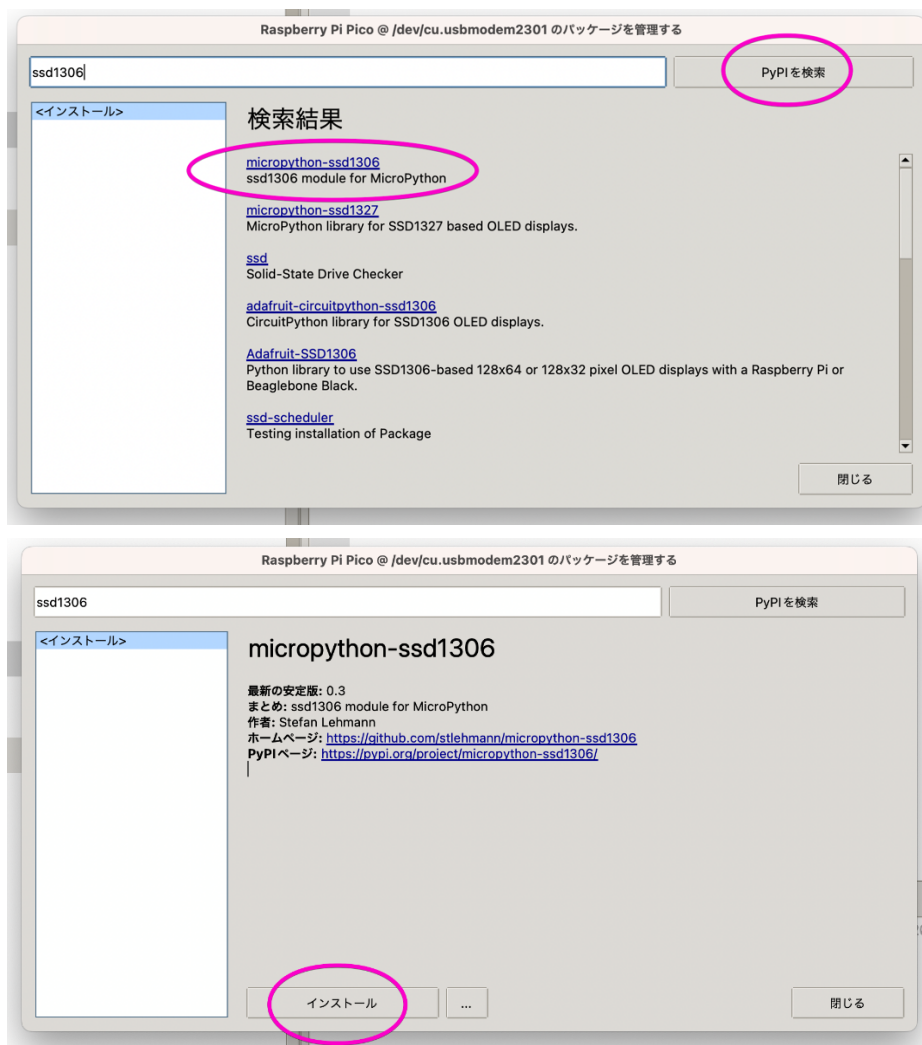 Raspberry Pi Pico @ /dev/cu.usbmodem2301 のパッケージを管理する
ssd1306
PyPIを検索
<インストール>
検索結果
micropython-ssd1306
ssd1306 module for MicroPython
micropython-ssd1327
MicroPython library for SSD1327 based OLED displays.
ssd
Solid-State Drive Checker
adafruit-circuitpython-ssd1306
CircuitPython library for SSD1306 OLED displays.
Adafruit-SSD1306
Python library to use SSD1306-based 128x64 or 128x32 pixel OLED displays with a Raspberry Pi or
Beaglebone Black.
ssd-scheduler
Testing installation of Package
閉じる
Raspberry Pi Pico @ /dev/cu.usbmodem2301 のパッケージを管理する
ssd1306
PyPIを検索
<インストール>
micropython-ssd1306
最新の安定版: 0.3
まとめ: ssd1306 module for MicroPython
作者: Stefan Lehmann
ホームページ: https://github.com/stlehmann/micropython-ssd1306
PyPIページ: https://pypi.org/project/micropython-ssd1306/
インストール
...
閉じる